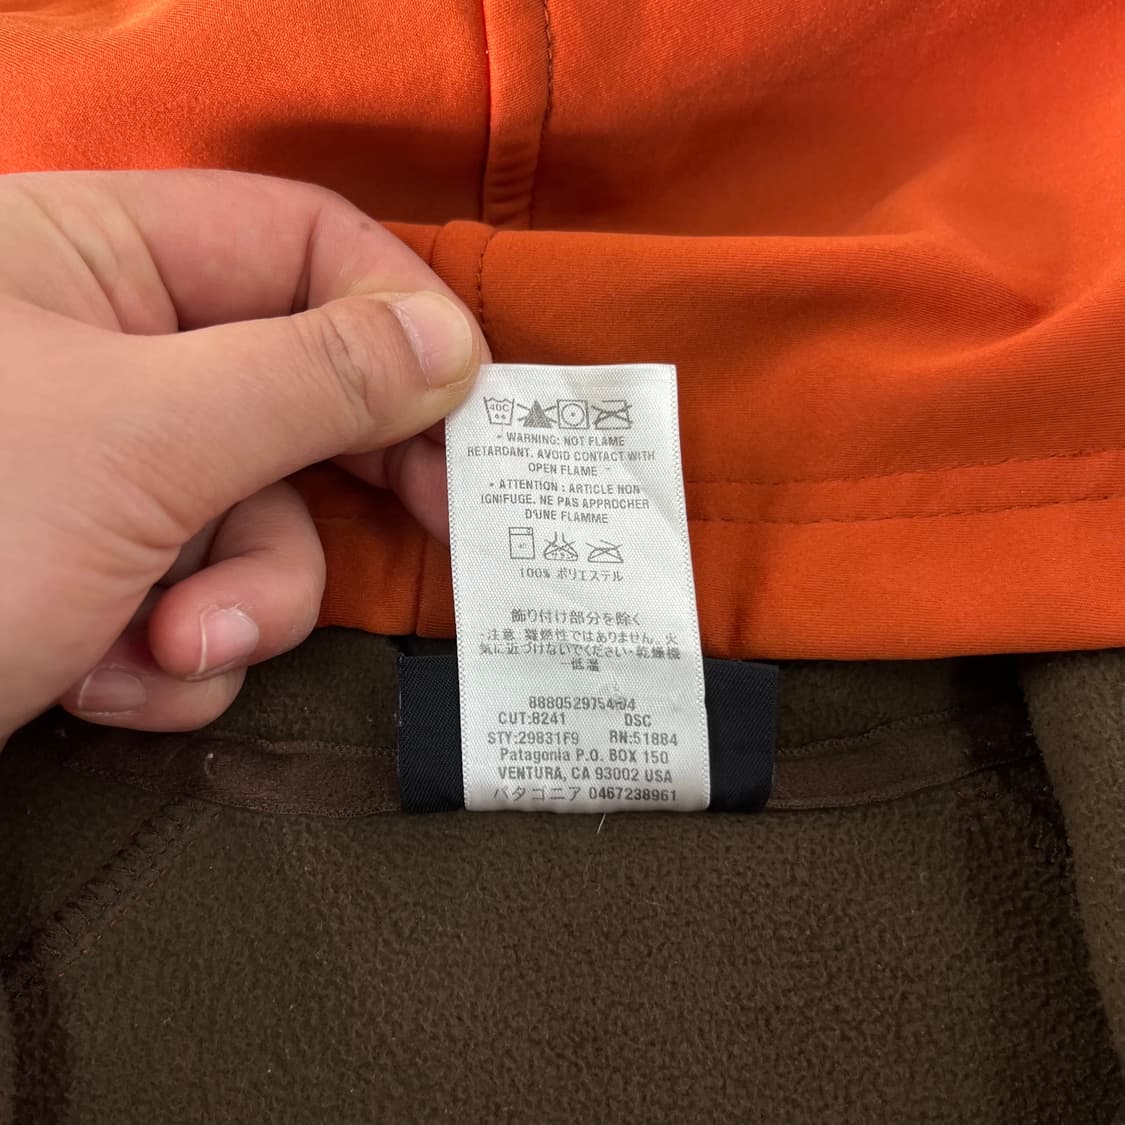 40C
- WARNING: NOT FLAME
RETARDANT. AVOID CONTACT WITH
OPEN FLAME -
• ATTENTION : ARTICLE NON
IGNIFUGE. NE PAS APPROCHER
D'UNE FLAMME
100% ポリエステル
飾り付け部分を除く
・注意：難燃性ではありません。火
気に近づけないでください・乾燥機
－低温
CUT:8241 DSC
STY:29831F9 RN:51884
Patagonia P.O. BOX 150
VENTURA, CA 93002 USA
パタゴニア 0467238961